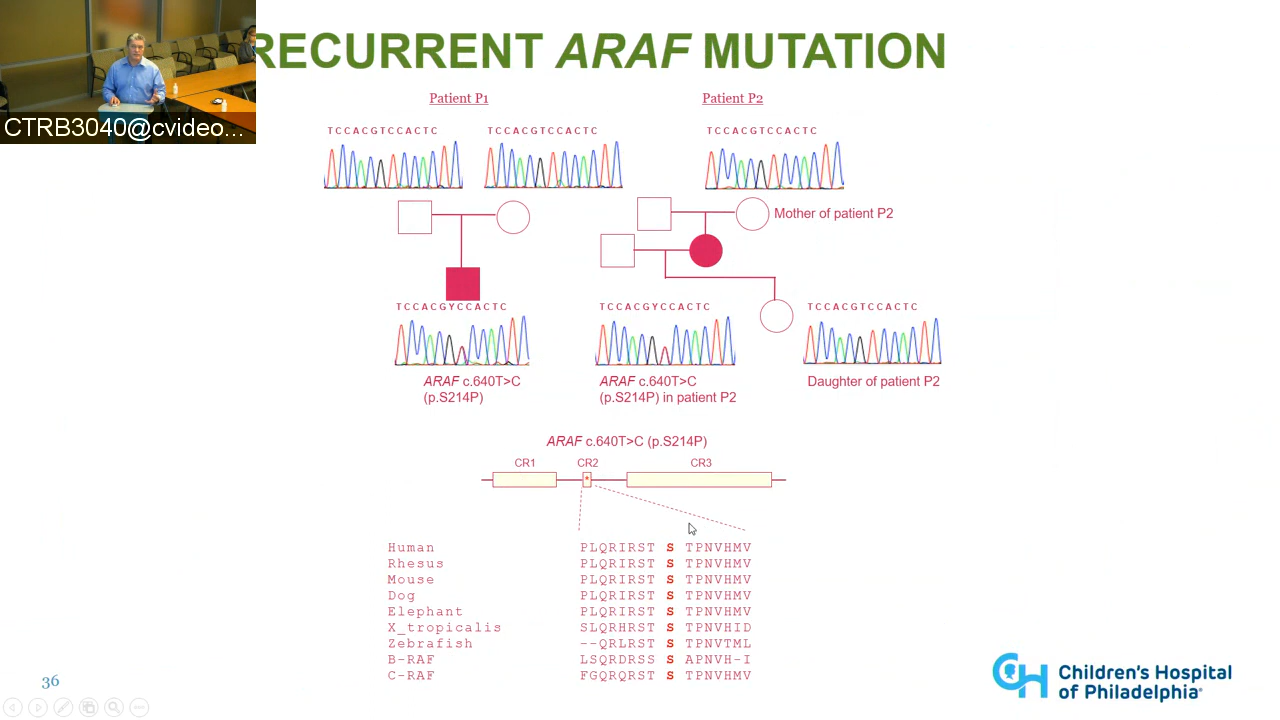 RECURRENT ARAF MUTATION
CTRB3040@cvideo...
Patient P1
Patient P2
TCCACGTCCACTC
TCCACGTCCACTC
TCCACGTCCACTC
Mother of patient P2
TCCACGYCCACTC
TCCACGYCCACTC
TCCACGTCCACTC
ARAF c.640T>C
(p.S214P)
ARAF c.640T>C
(p.S214P) in patient P2
Daughter of patient P2
ARAF c.640T>C (p.S214P)
CR1
CR2
CR3
*
Human PLQRIRST S TPNVHMV
Rhesus PLQRIRST S TPNVHMV
Mouse PLQRIRST S TPNVHMV
Dog PLQRIRST S TPNVHMV
Elephant PLQRIRST S TPNVHMV
X_tropicalis SLQRHRST S TPNVHID
Zebrafish --QRLRST S TPNVTML
B-RAF LSQRDRSS S APNVH-I
C-RAF FGQRQRST S TPNVHMV
36
CH Children's Hospital
of Philadelphia®